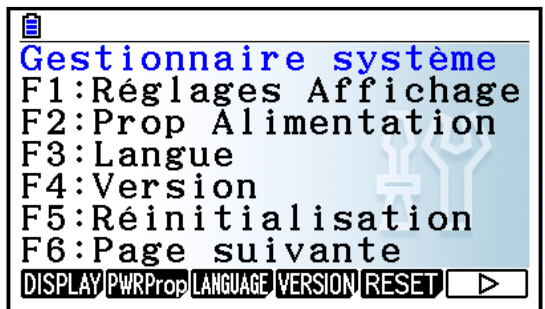 Gestionnaire système
F1:Réglages Affichage
F2:Prop Alimentation
F3:Langue
F4:Version
F5:Réinitialisation
F6:Page suivante
DISPLAY PWRProp LANGUAGE VERSION RESET ▷